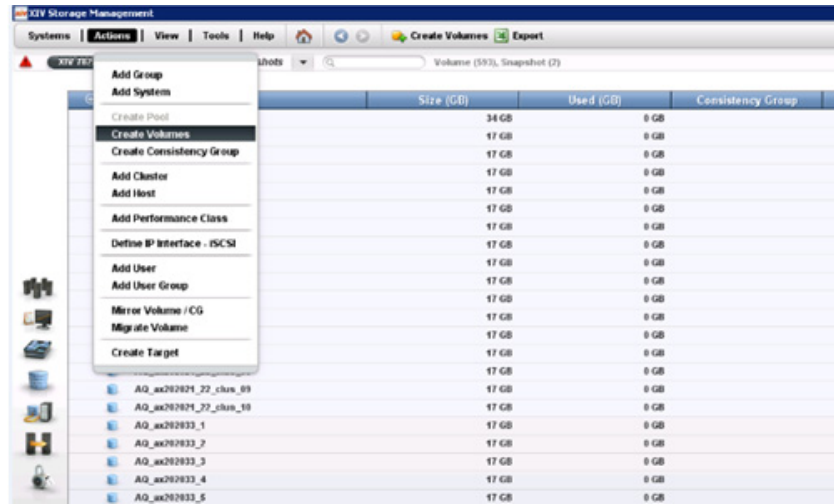 XIV Storage Management
Systems Actions View Tools Help Create Volumes Export
XIV Volume (593), Snapshot (2)
Size (GB) Used (GB) Consistency Group
Add Group
Add System
Create Pool
Create Volumes
Create Consistency Group
Add Cluster
Add Host
Add Performance Class
Define IP Interface - iSCSI
Add User
Add User Group
Mirror Volume / CG
Migrate Volume
Create Target
34 GB 0 GB
17 GB 0 GB
17 GB 0 GB
17 GB 0 GB
17 GB 0 GB
17 GB 0 GB
17 GB 0 GB
17 GB 0 GB
17 GB 0 GB
17 GB 0 GB
17 GB 0 GB
17 GB 0 GB
17 GB 0 GB
17 GB 0 GB
17 GB 0 GB
AQ_ax202021_22_clus_09 17 GB 0 GB
AQ_ax202021_22_clus_10 17 GB 0 GB
AQ_ax202033_1 17 GB 0 GB
AQ_ax202033_2 17 GB 0 GB
AQ_ax202033_3 17 GB 0 GB
AQ_ax202033_4 17 GB 0 GB
AQ_ax202033_5 17 GB 0 GB